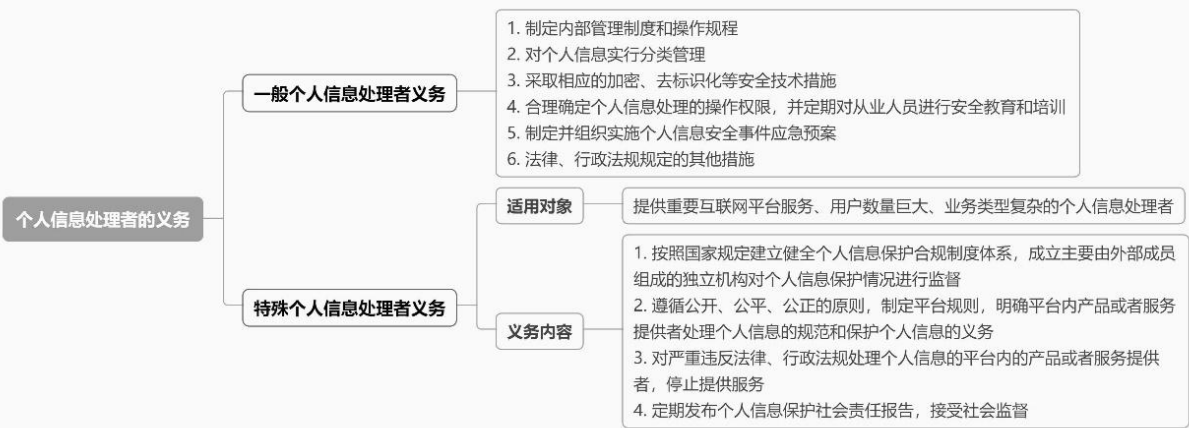 个人信息处理者的义务
一般个人信息处理者义务
1. 制定内部管理制度和操作规程
2. 对个人信息实行分类管理
3. 采取相应的加密、去标识化等安全技术措施
4. 合理确定个人信息处理的操作权限，并定期对从业人员进行安全教育和培训
5. 制定并组织实施个人信息安全事件应急预案
6. 法律、行政法规规定的其他措施
特殊个人信息处理者义务
适用对象
提供重要互联网平台服务、用户数量巨大、业务类型复杂的个人信息处理者
义务内容
1. 按照国家规定建立健全个人信息保护合规制度体系，成立主要由外部成员
组成的独立机构对个人信息保护情况进行监督
2. 遵循公开、公平、公正的原则，制定平台规则，明确平台内产品或者服务
提供者处理个人信息的规范和保护个人信息的义务
3. 对严重违反法律、行政法规处理个人信息的平台内的产品或者服务提供
者，停止提供服务
4. 定期发布个人信息保护社会责任报告，接受社会监督